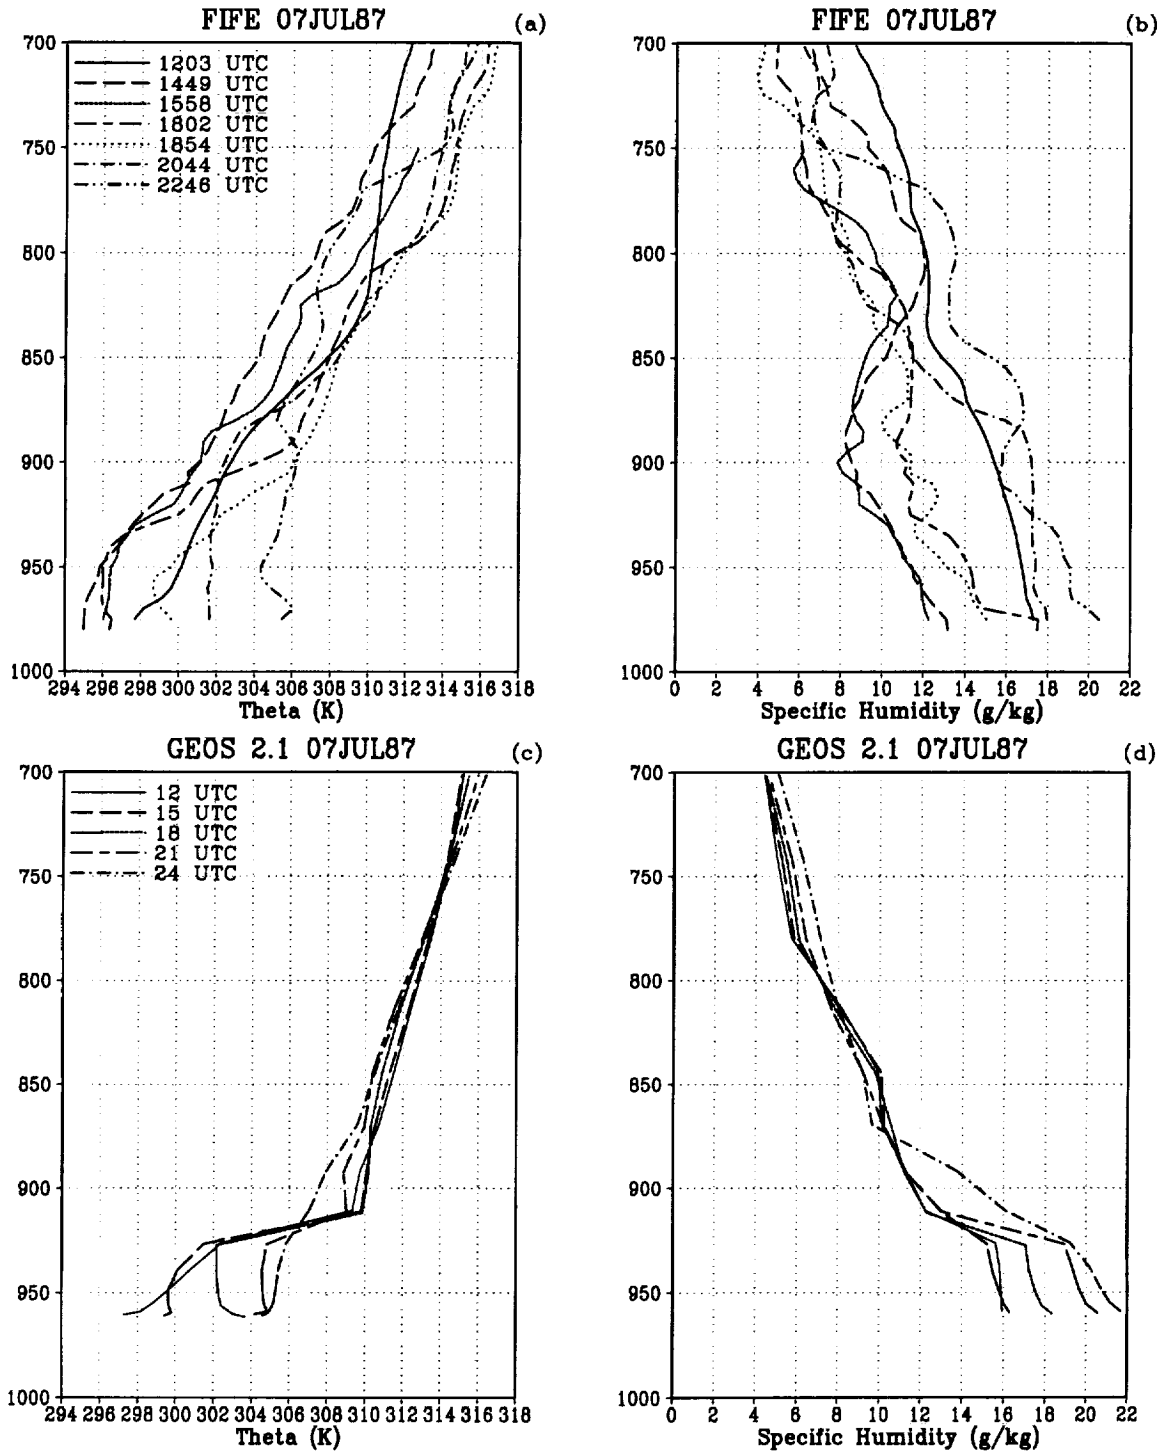 FIFE 07JUL87 (a)
700
750
800
850
900
950
1000
1203 UTC
1449 UTC
1558 UTC
1802 UTC
1854 UTC
2044 UTC
2246 UTC
294 296 298 300 302 304 306 308 310 312 314 316 318
Theta (K)
FIFE 07JUL87 (b)
700
750
800
850
900
950
1000
0 2 4 6 8 10 12 14 16 18 20 22
Specific Humidity (g/kg)
GEOS 2.1 07JUL87 (c)
700
750
800
850
900
950
1000
12 UTC
15 UTC
18 UTC
21 UTC
24 UTC
294 296 298 300 302 304 306 308 310 312 314 316 318
Theta (K)
GEOS 2.1 07JUL87 (d)
700
750
800
850
900
950
1000
0 2 4 6 8 10 12 14 16 18 20 22
Specific Humidity (g/kg)